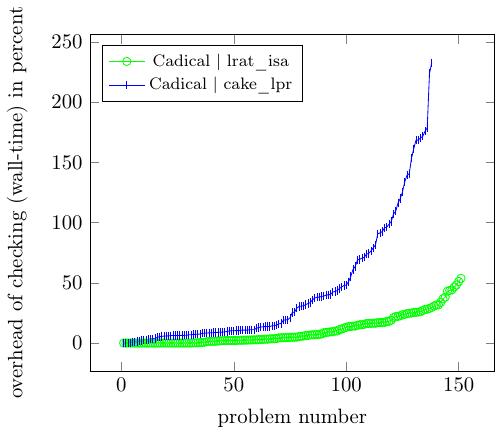 overhead of checking (wall-time) in percent
250
200
150
100
50
0
Cadical | lrat_isa
Cadical | cake_lpr
0 50 100 150
problem number